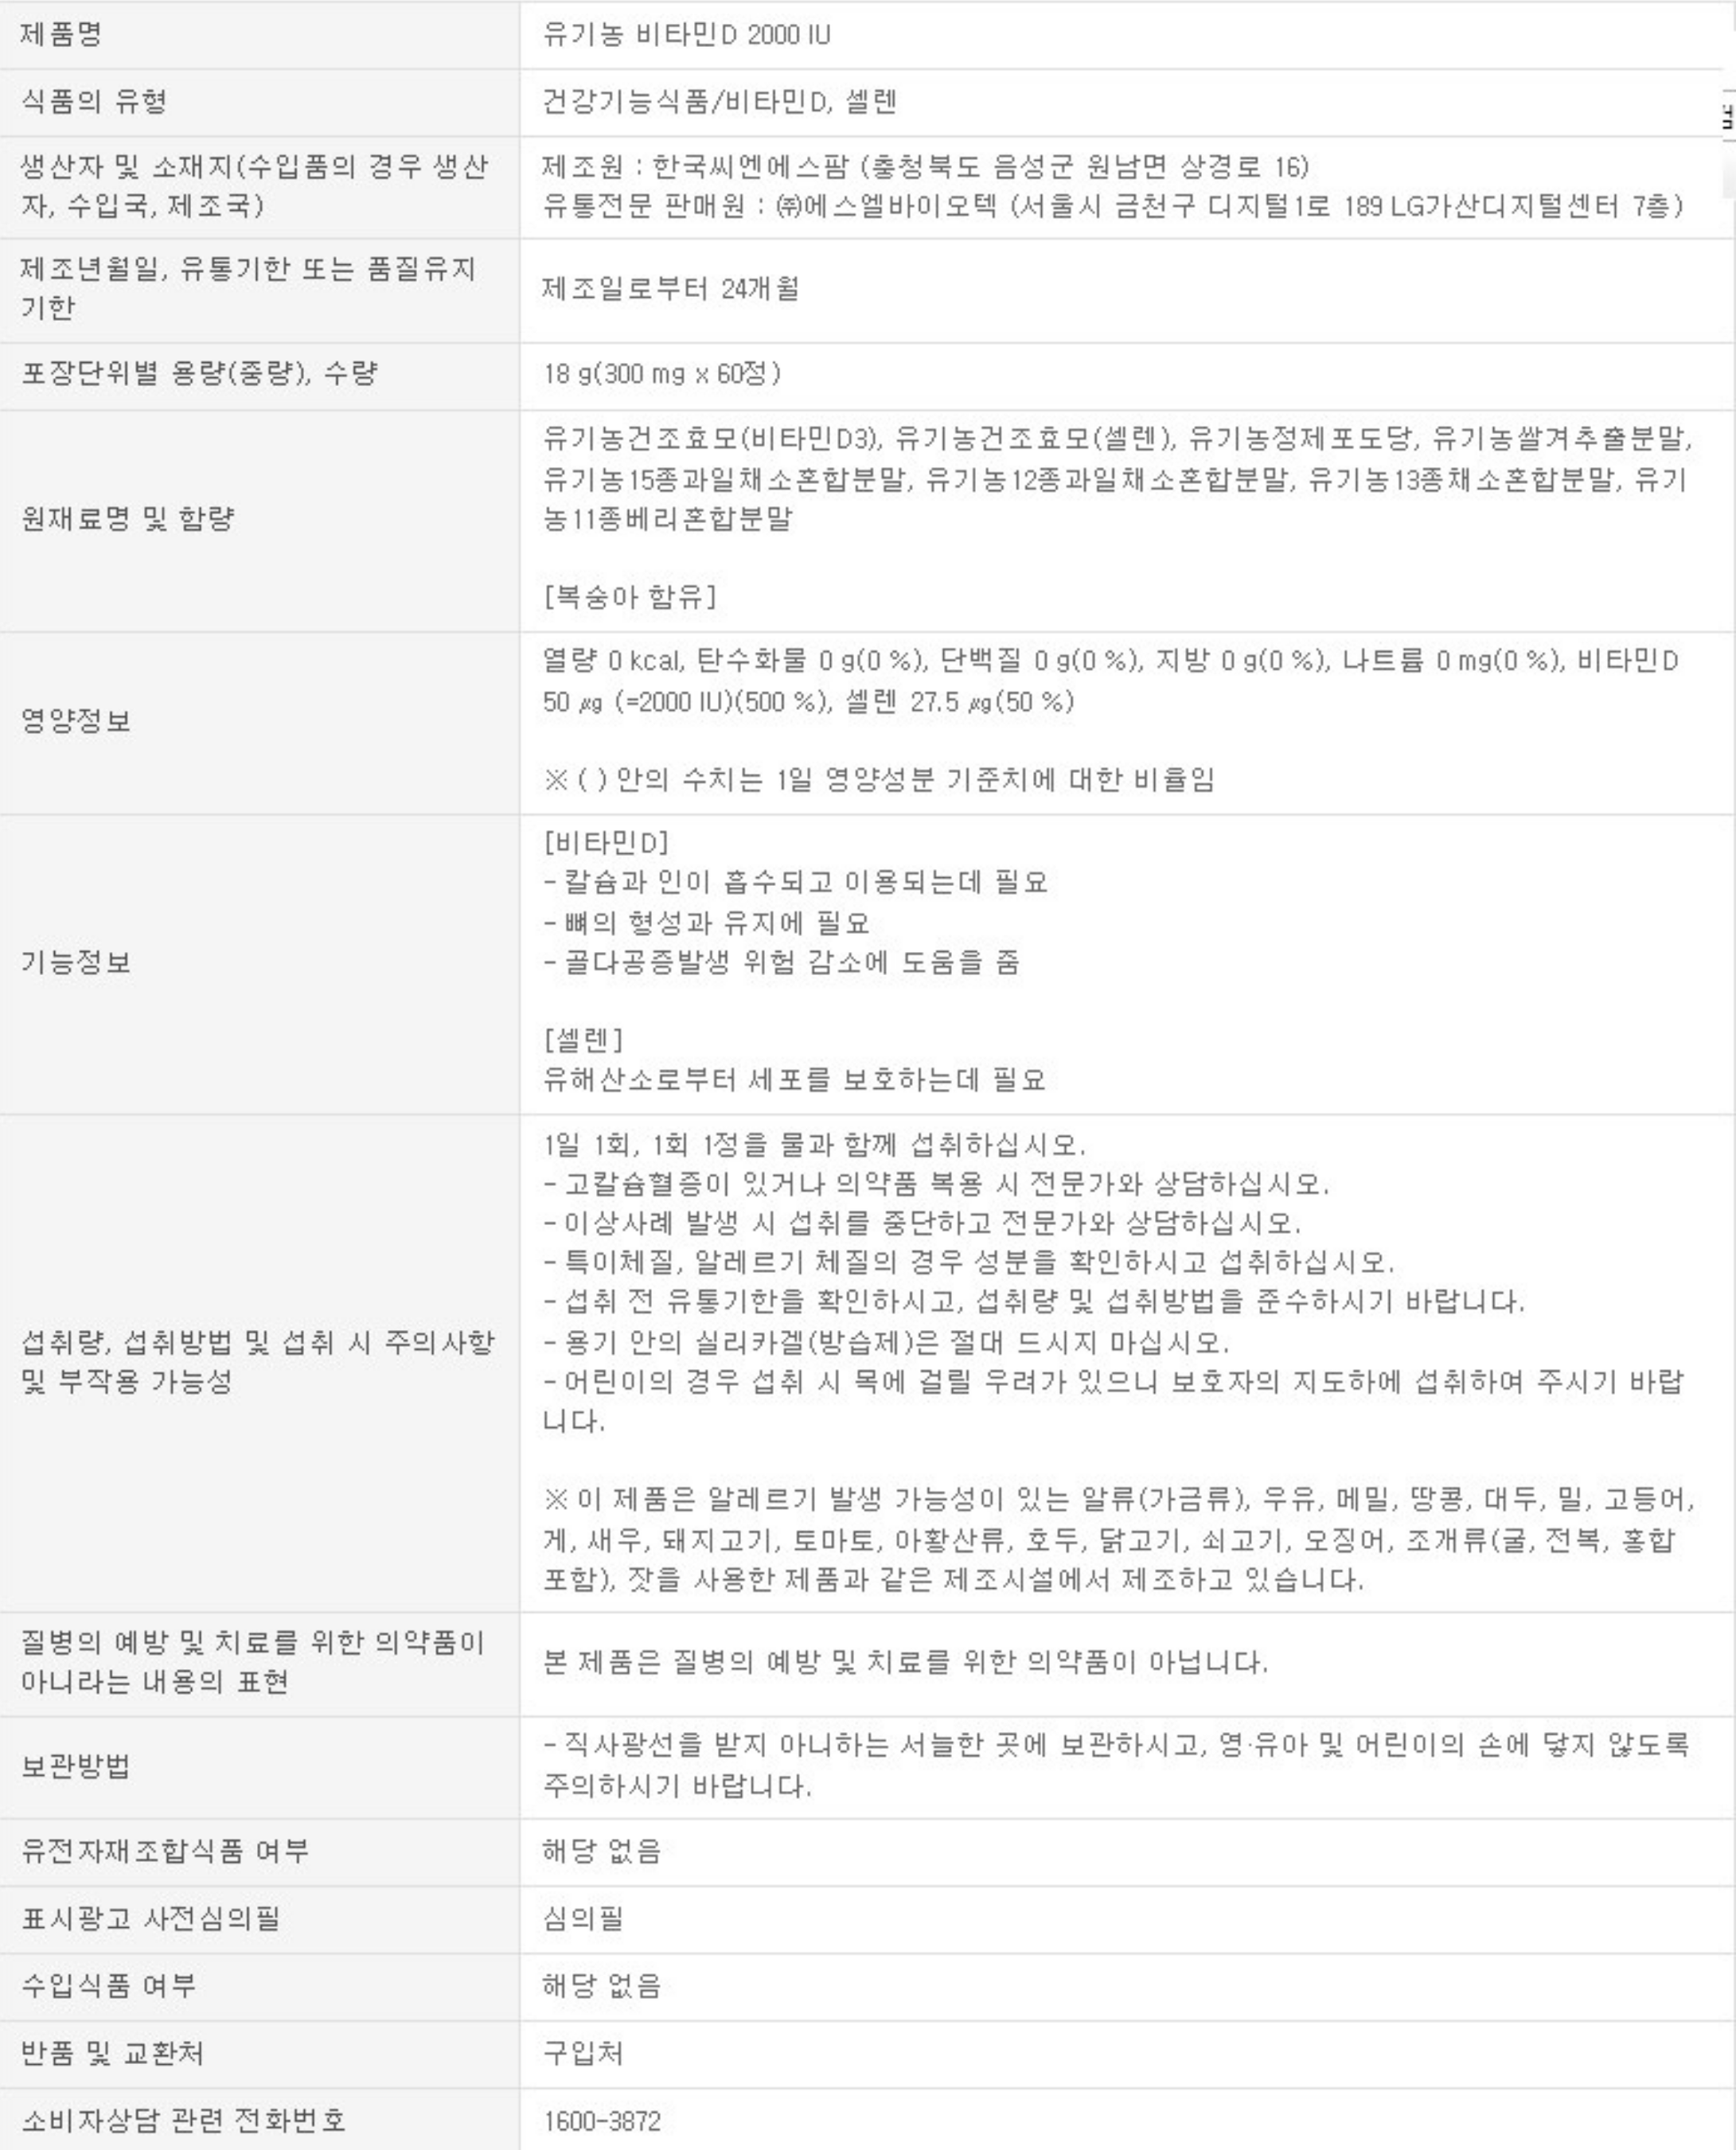 제품명
유기농 비타민D 2000 IU
식품의 유형
건강기능식품/비타민D, 셀렌
생산자 및 소재지(수입품의 경우 생산
자, 수입국, 제조국)
제조원 : 한국씨엔에스팜 (충청북도 음성군 원남면 상경로 16)
유통전문 판매원 : ㈜에스엘바이오텍 (서울시 금천구 디지털1로 189 LG가산디지털센터 7층)
제조년월일, 유통기한 또는 품질유지
기한
제조일로부터 24개월
포장단위별 용량(중량), 수량
18 g(300 mg x 60정)
원재료명 및 함량
유기농건조효모(비타민D3), 유기농건조효모(셀렌), 유기농정제포도당, 유기농쌀겨추출분말,
유기농15종과일채소혼합분말, 유기농12종과일채소혼합분말, 유기농13종채소혼합분말, 유기
농11종베리혼합분말
[복숭아 함유]
영양정보
열량 0 kcal, 탄수화물 0 g(0 %), 단백질 0 g(0 %), 지방 0 g(0 %), 나트륨 0 mg(0 %), 비타민D
50 ㎍ (=2000 IU)(500 %), 셀렌 27.5 ㎍(50 %)
※ ( ) 안의 수치는 1일 영양성분 기준치에 대한 비율임
기능정보
[비타민D]
- 칼슘과 인이 흡수되고 이용되는데 필요
- 뼈의 형성과 유지에 필요
- 골다공증발생 위험 감소에 도움을 줌
[셀렌]
유해산소로부터 세포를 보호하는데 필요
섭취량, 섭취방법 및 섭취 시 주의사항
및 부작용 가능성
1일 1회, 1회 1정을 물과 함께 섭취하십시오.
- 고칼슘혈증이 있거나 의약품 복용 시 전문가와 상담하십시오.
- 이상사례 발생 시 섭취를 중단하고 전문가와 상담하십시오.
- 특이체질, 알레르기 체질의 경우 성분을 확인하시고 섭취하십시오.
- 섭취 전 유통기한을 확인하시고, 섭취량 및 섭취방법을 준수하시기 바랍니다.
- 용기 안의 실리카겔(방습제)은 절대 드시지 마십시오.
- 어린이의 경우 섭취 시 목에 걸릴 우려가 있으니 보호자의 지도하에 섭취하여 주시기 바랍
니다.
※ 이 제품은 알레르기 발생 가능성이 있는 알류(가금류), 우유, 메밀, 땅콩, 대두, 밀, 고등어,
게, 새우, 돼지고기, 토마토, 아황산류, 호두, 닭고기, 쇠고기, 오징어, 조개류(굴, 전복, 홍합
포함), 잣을 사용한 제품과 같은 제조시설에서 제조하고 있습니다.
질병의 예방 및 치료를 위한 의약품이
아니라는 내용의 표현
본 제품은 질병의 예방 및 치료를 위한 의약품이 아닙니다.
보관방법
- 직사광선을 받지 아니하는 서늘한 곳에 보관하시고, 영·유아 및 어린이의 손에 닿지 않도록
주의하시기 바랍니다.
유전자재조합식품 여부
해당 없음
표시광고 사전심의필
심의필
수입식품 여부
해당 없음
반품 및 교환처
구입처
소비자상담 관련 전화번호
1600-3872